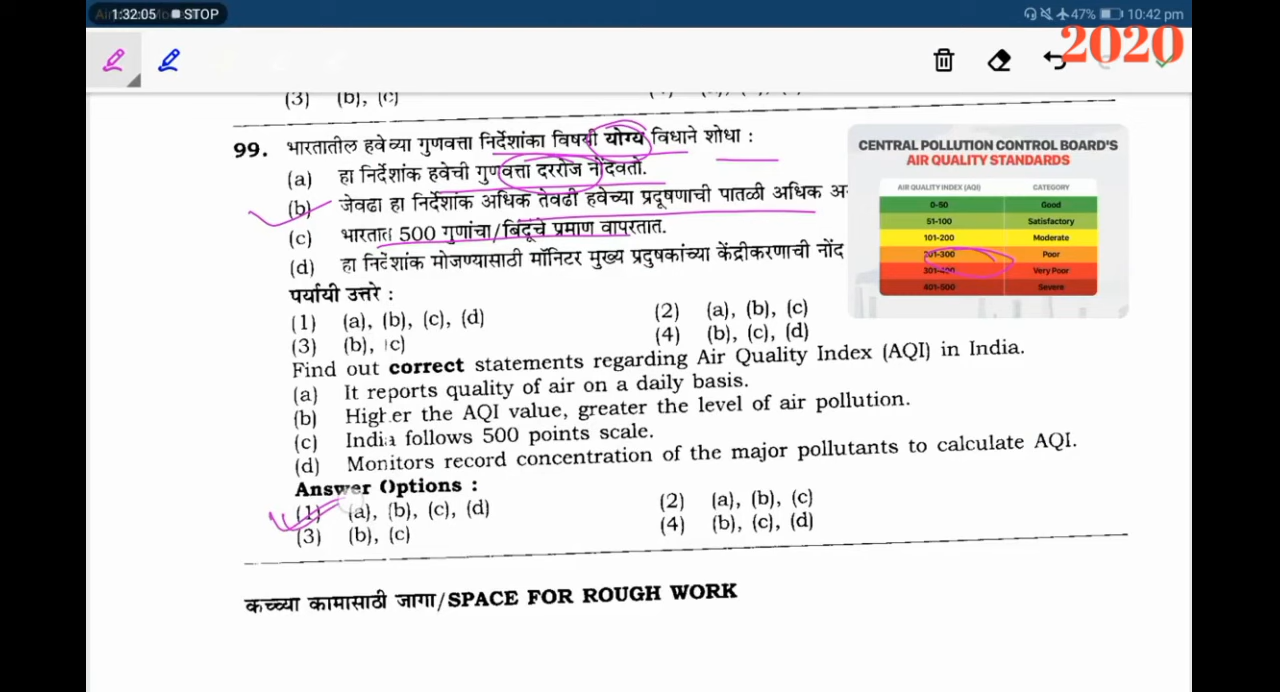 1:32:05 STOP
47% 10:42 pm
2020
(3) (b), (c)
99. भारतातील हवेच्या गुणवत्ता निर्देशांका विषयी योग्य विधाने शोधा :
(a) हा निर्देशांक हवेची गुणवत्ता दररोज नोंदवतो.
(b) जेवढा हा निर्देशांक अधिक तेवढी हवेच्या प्रदूषणाची पातळी अधिक
(c) भारतात 500 गुणांचा/बिंदूचे प्रमाण वापरतात.
(d) हा निर्देशांक मोजण्यासाठी मॉनिटर मुख्य प्रदुषकांच्या केंद्रीकरणाची नोंद
पर्यायी उत्तरे :
(1) (a), (b), (c), (d) (2) (a), (b), (c)
(3) (b), (c) (4) (b), (c), (d)
CENTRAL POLLUTION CONTROL BOARD'S
AIR QUALITY STANDARDS
AIR QUALITY INDEX (AQI) CATEGORY
0-50 Good
51-100 Satisfactory
101-200 Moderate
201-300 Poor
301-400 Very Poor
401-500 Severe
Find out correct statements regarding Air Quality Index (AQI) in India.
(a) It reports quality of air on a daily basis.
(b) Higher the AQI value, greater the level of air pollution.
(c) India follows 500 points scale.
(d) Monitors record concentration of the major pollutants to calculate AQI.
Answer Options :
(1) (a), (b), (c), (d) (2) (a), (b), (c)
(3) (b), (c) (4) (b), (c), (d)
कच्च्या कामासाठी जागा/SPACE FOR ROUGH WORK